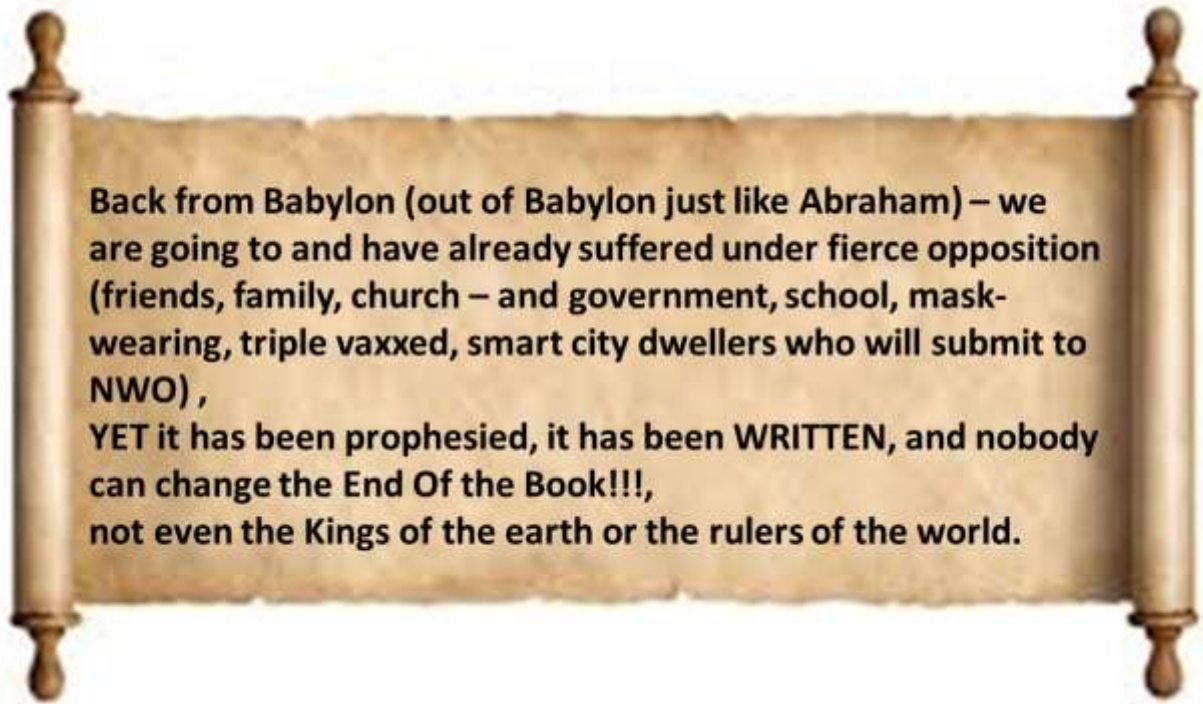 Back from Babylon (out of Babylon just like Abraham) – we
are going to and have already suffered under fierce opposition
(friends, family, church – and government, school, mask-
wearing, triple vaxxed, smart city dwellers who will submit to
NWO) ,
YET it has been prophesied, it has been WRITTEN, and nobody
can change the End Of the Book!!!,
not even the Kings of the earth or the rulers of the world.